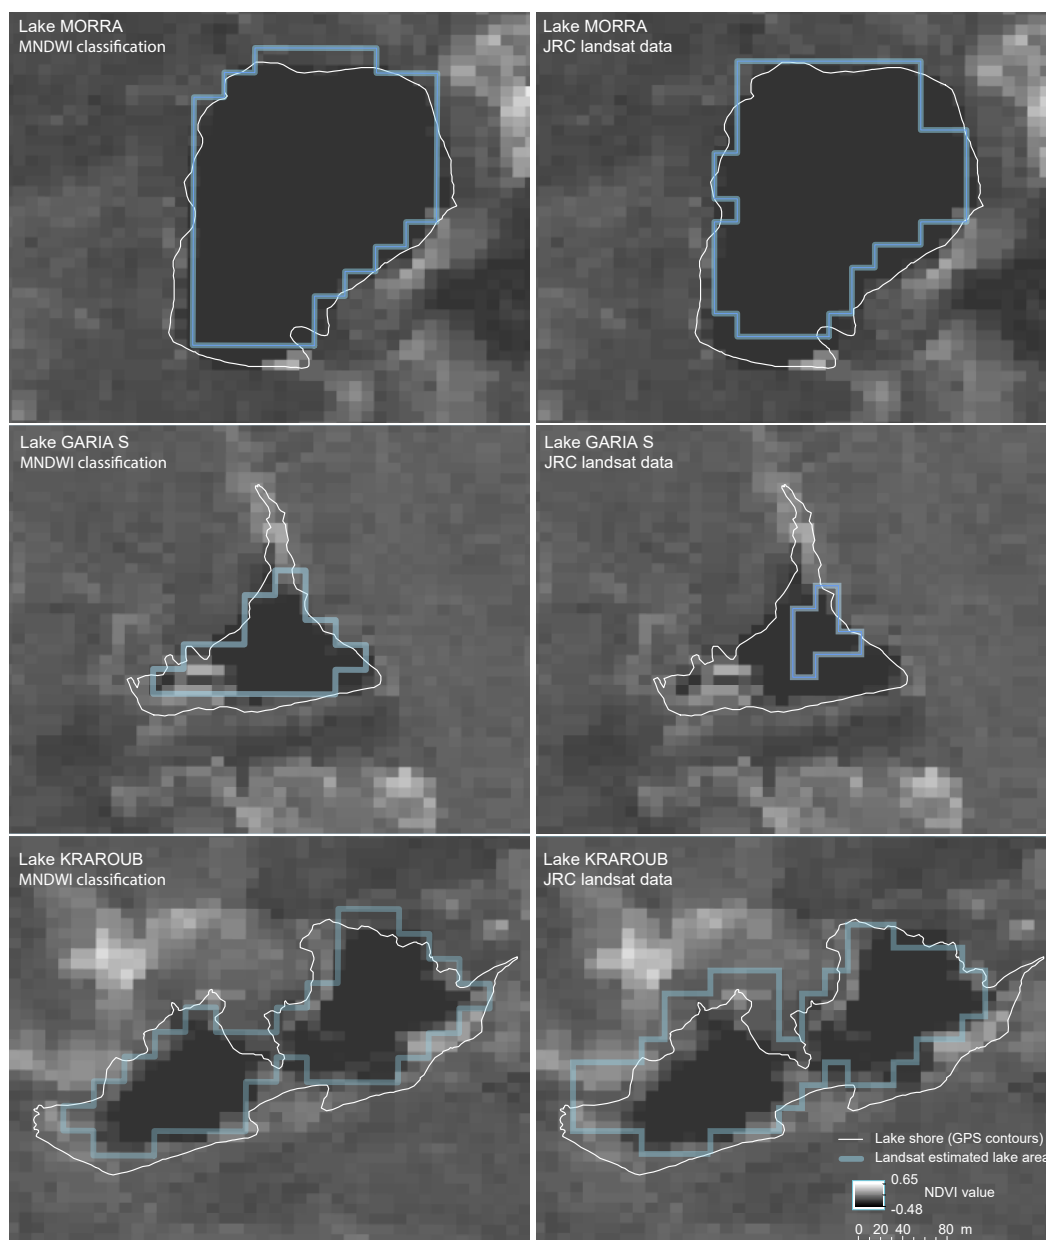 Lake MORRA
MNDWI classification
Lake MORRA
JRC landsat data
Lake GARIA S
MNDWI classification
Lake GARIA S
JRC landsat data
Lake KRAROUB
MNDWI classification
Lake KRAROUB
JRC landsat data
Lake shore (GPS contours)
Landsat estimated lake area
0.65
NDVI value
-0.48
0 20 40 80 m